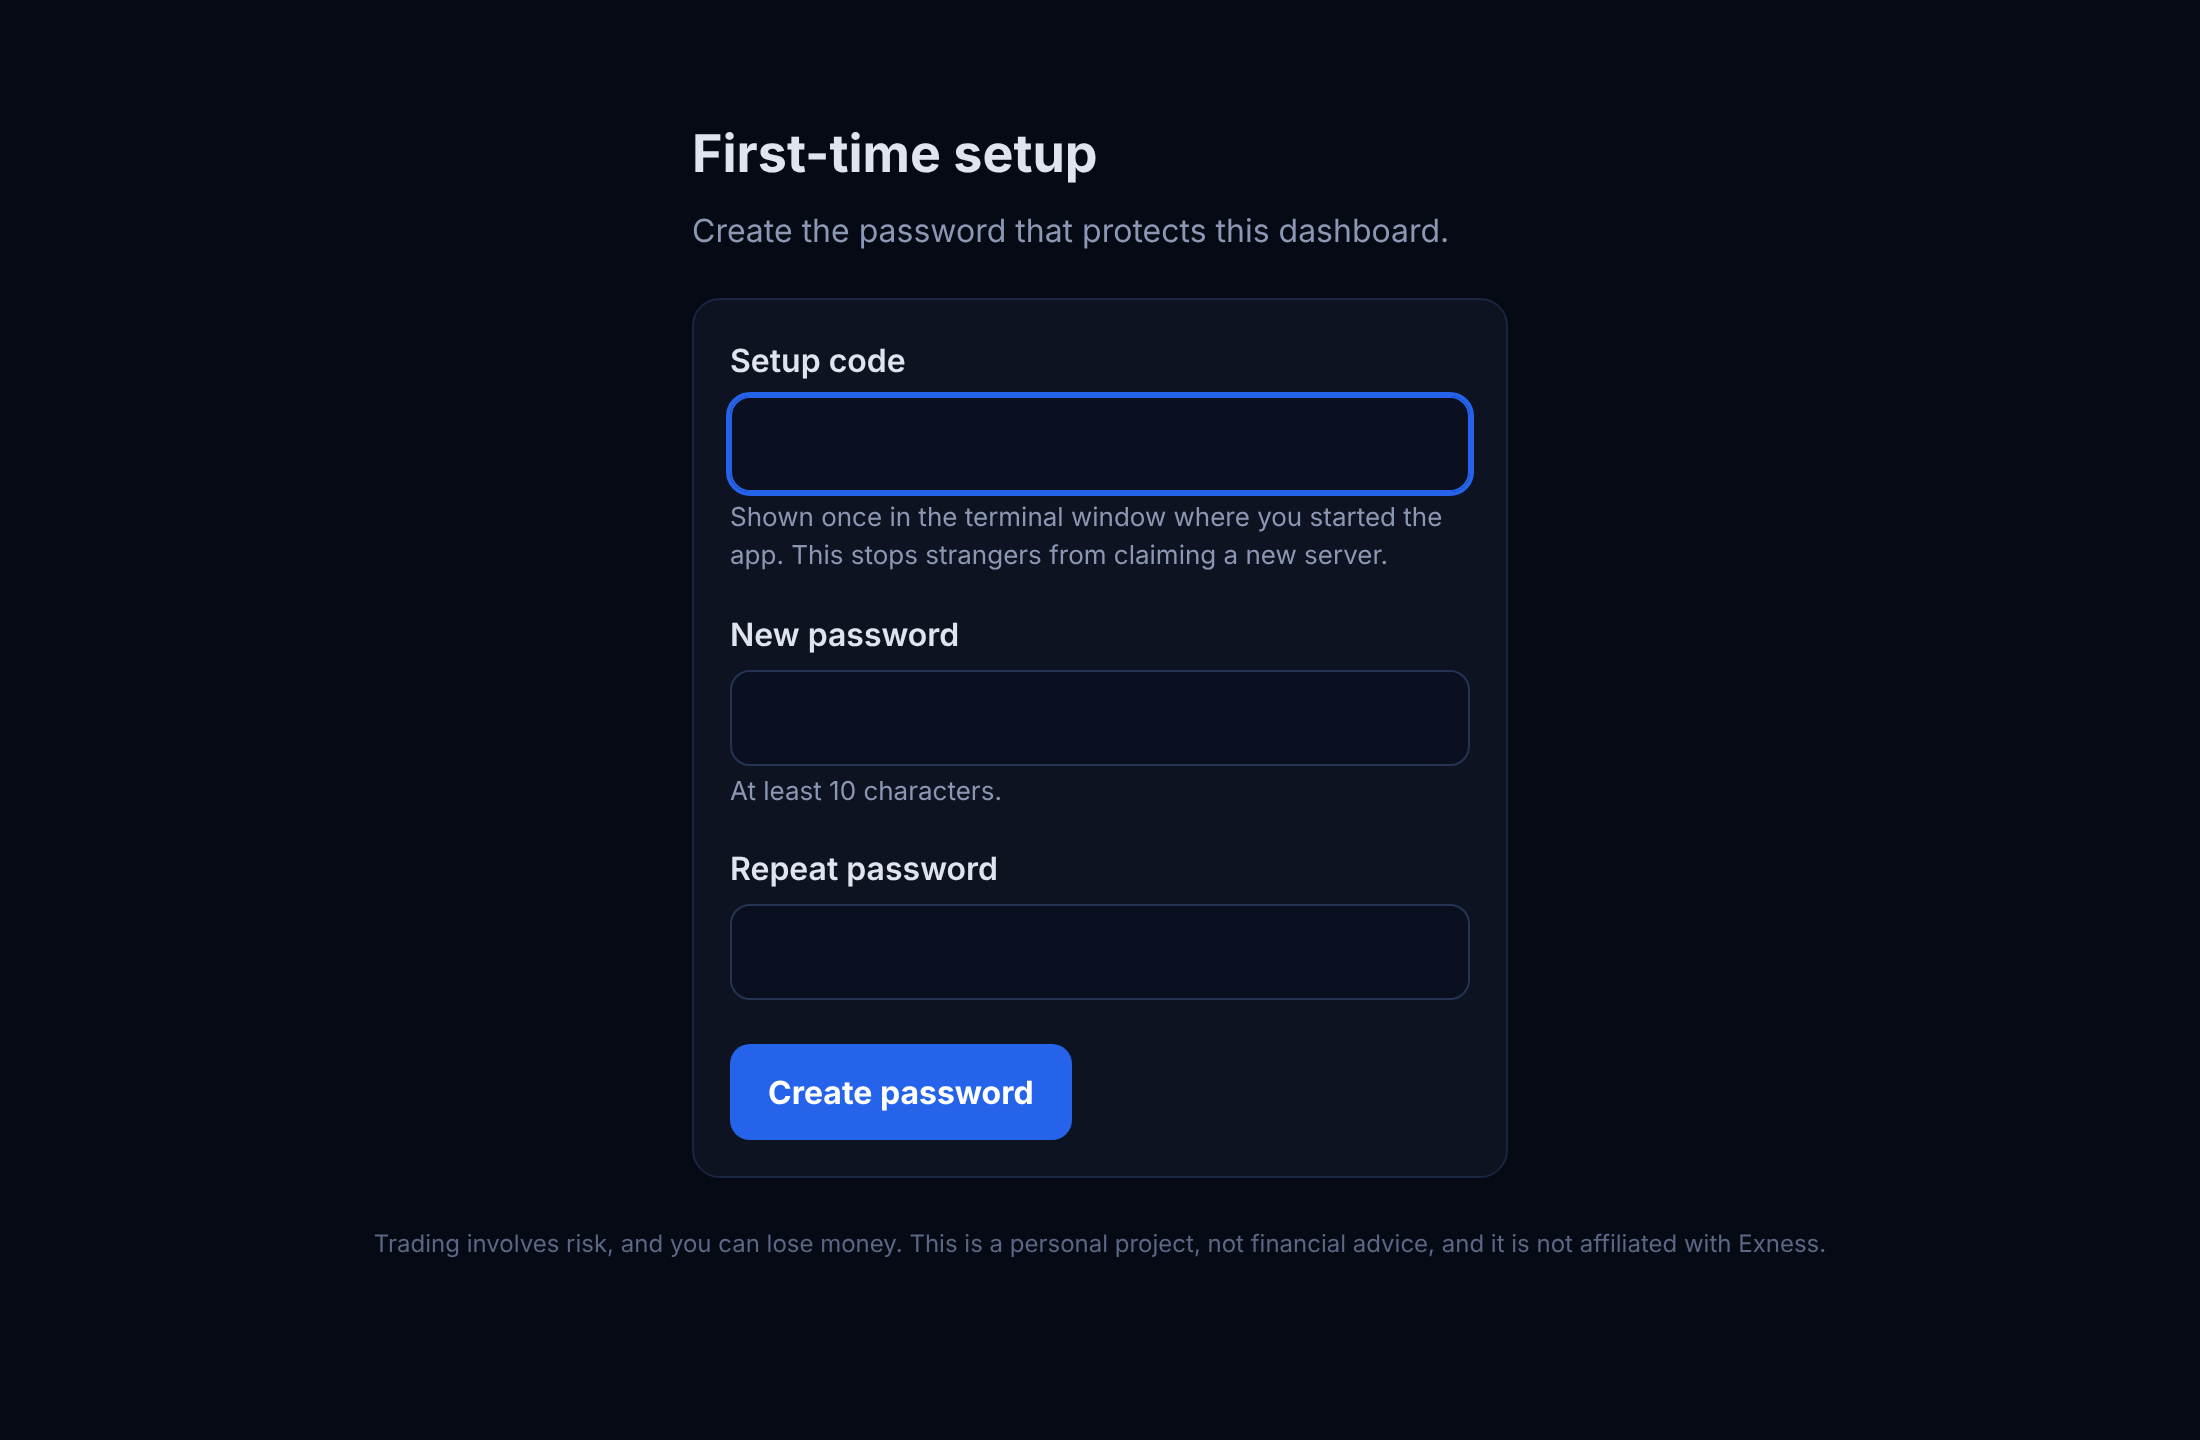 First-time setup
Create the password that protects this dashboard.
Setup code
Shown once in the terminal window where you started the
app. This stops strangers from claiming a new server.
New password
At least 10 characters.
Repeat password
Create password
Trading involves risk, and you can lose money. This is a personal project, not financial advice, and it is not affiliated with Exness.